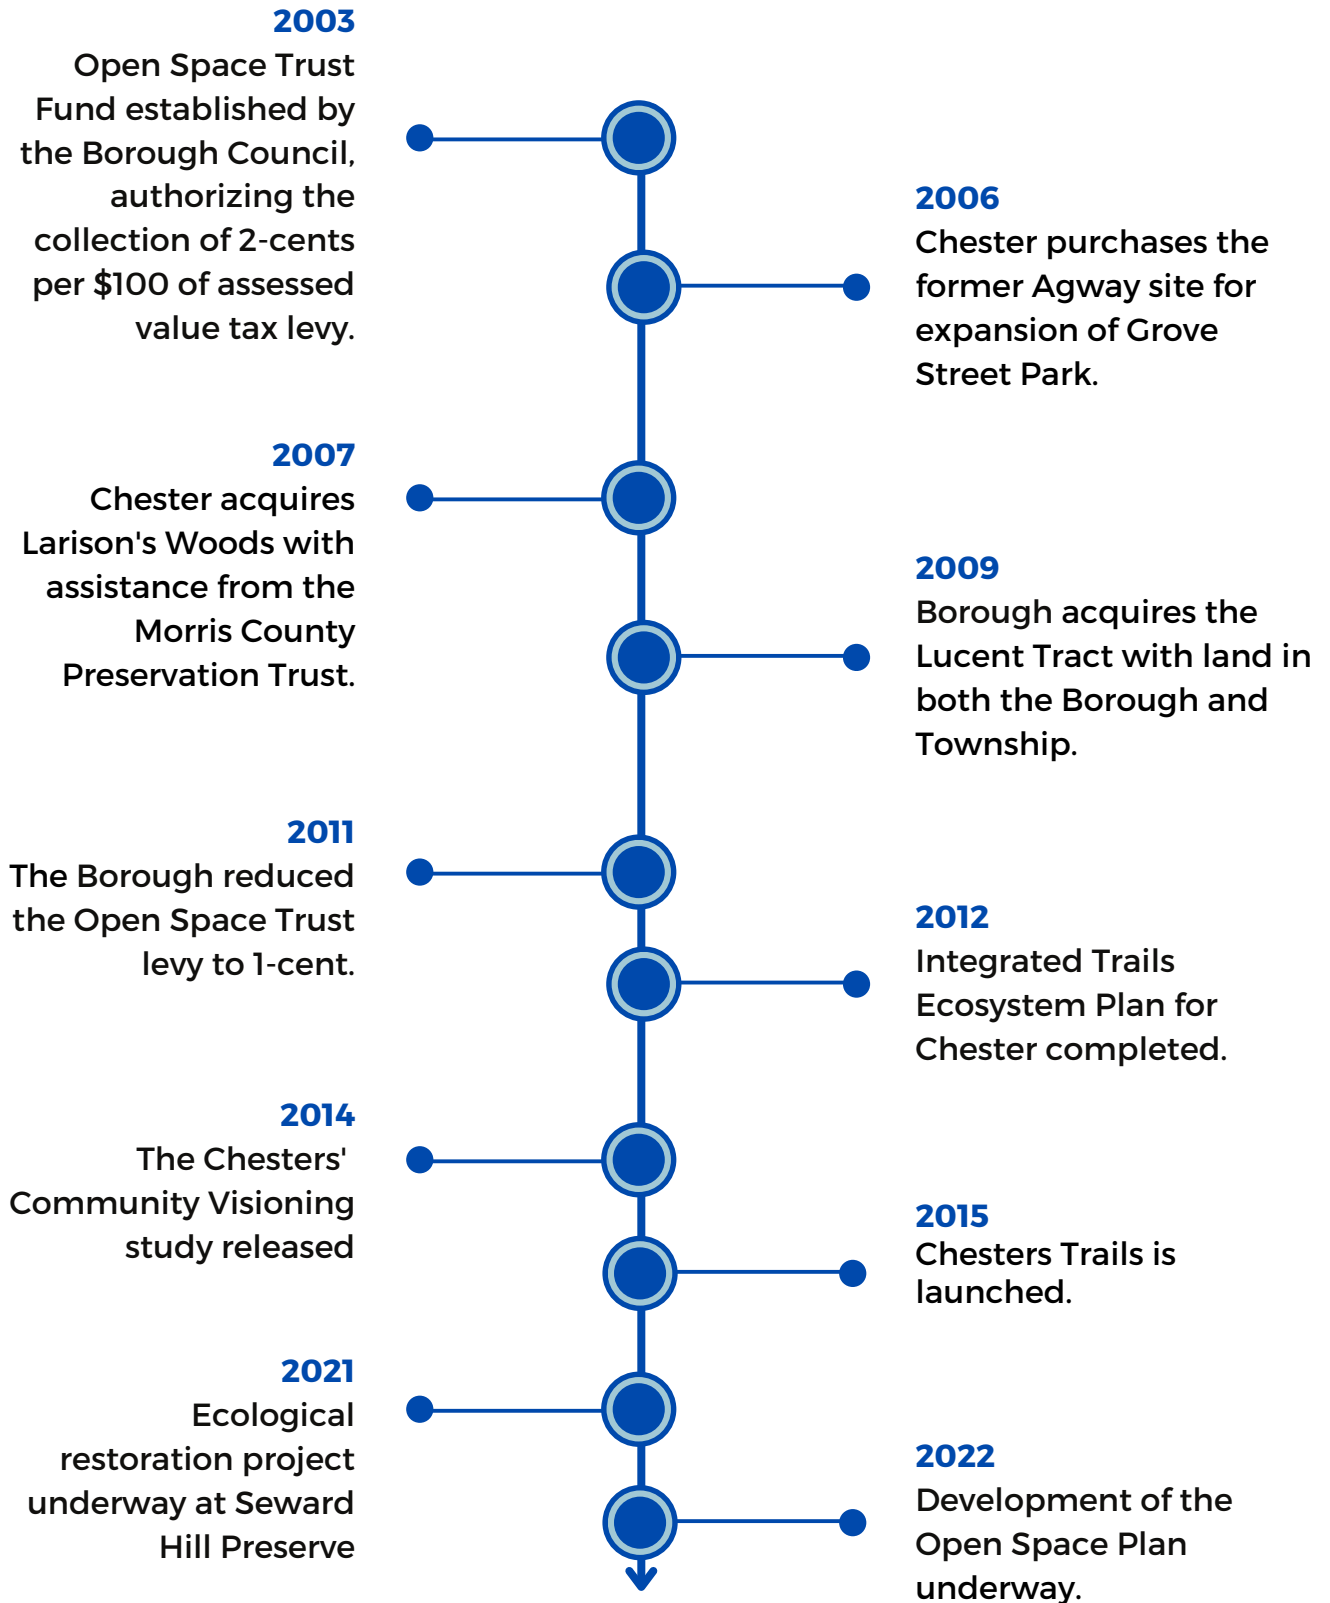 2003
Open Space Trust
Fund established by
the Borough Council,
authorizing the
collection of 2-cents
per $100 of assessed
value tax levy.
2006
Chester purchases the
former Agway site for
expansion of Grove
Street Park.
2007
Chester acquires
Larison's Woods with
assistance from the
Morris County
Preservation Trust.
2009
Borough acquires the
Lucent Tract with land in
both the Borough and
Township.
2011
The Borough reduced
the Open Space Trust
levy to 1-cent.
2012
Integrated Trails
Ecosystem Plan for
Chester completed.
2014
The Chesters'
Community Visioning
study released
2015
Chesters Trails is
launched.
2021
Ecological
restoration project
underway at Seward
Hill Preserve
2022
Development of the
Open Space Plan
underway.